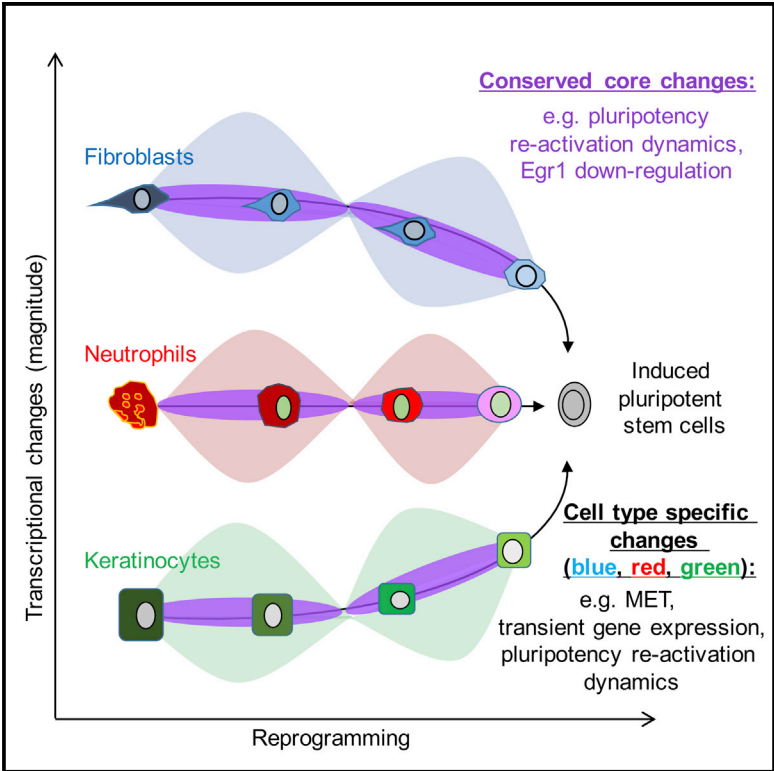 Conserved core changes:
e.g. pluripotency
re-activation dynamics,
Egr1 down-regulation
Fibroblasts
Transcriptional changes (magnitude)
Neutrophils
Induced
pluripotent
stem cells
Keratinocytes
Cell type specific
changes
(blue, red, green):
e.g. MET,
transient gene expression,
pluripotency re-activation
dynamics
Reprogramming